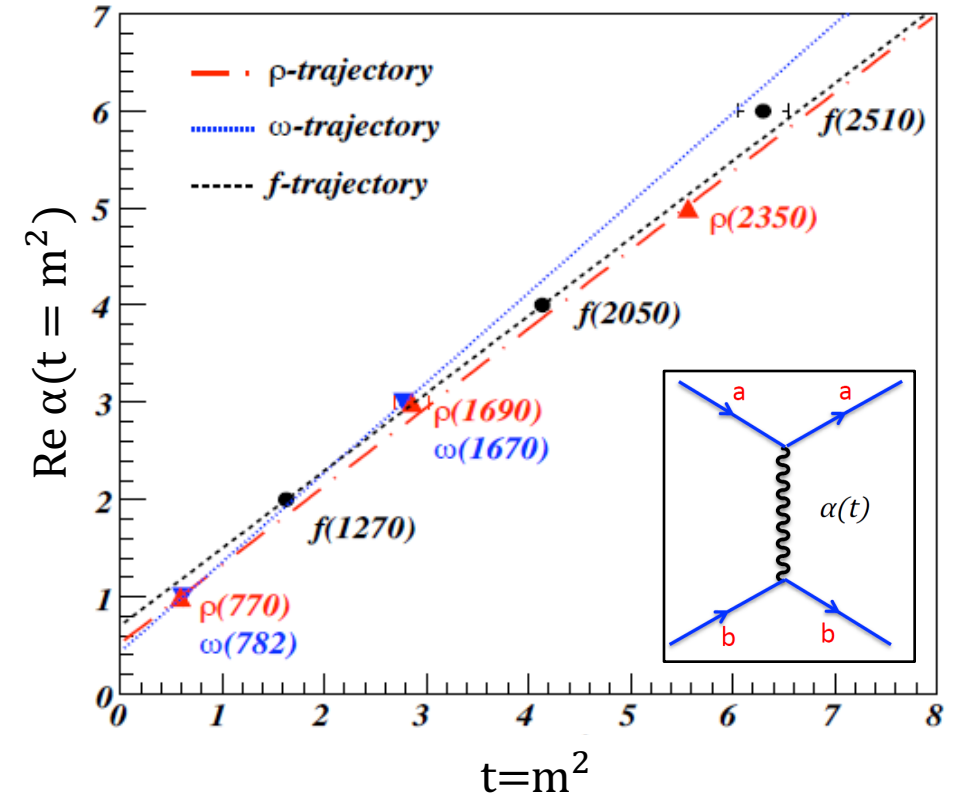 7
6
5
4
3
2
1
0
Re α(t = m²)
ρ-trajectory
ω-trajectory
f-trajectory
f(2510)
ρ(2350)
f(2050)
ρ(1690)
ω(1670)
f(1270)
ρ(770)
ω(782)
a a
α(t)
b b
0 1 2 3 4 5 6 7 8
t=m²